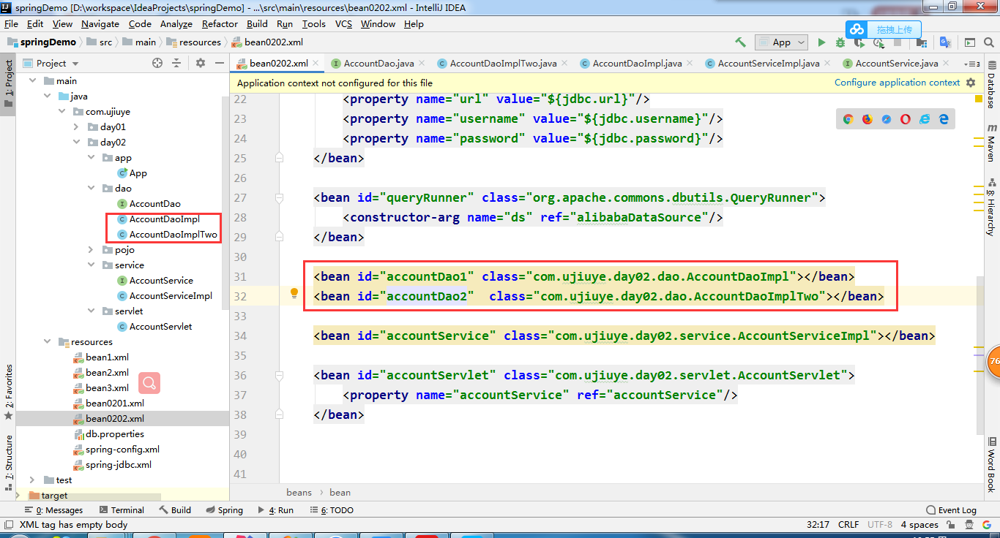 springDemo [D:\workspace\IdeaProjects\springDemo] - ...\src\main\resources\bean0202.xml - IntelliJ IDEA
File Edit View Navigate Code Analyze Refactor Build Run Tools VCS Window Help
拖拽上传
springDemo src main resources bean0202.xml App
Project
bean0202.xml AccountDao.java AccountDaoImplTwo.java AccountDaoImpl.java AccountServiceImpl.java AccountService.java 3
Application context not configured for this file Configure application context
1: Project
2: Favorites
7: Structure
main
java
com.ujiuye
day01
day02
app
App
dao
AccountDao
AccountDaoImpl
AccountDaoImplTwo
pojo
service
AccountService
AccountServiceImpl
servlet
AccountServlet
resources
bean1.xml
bean2.xml
bean3.xml
bean0201.xml
bean0202.xml
db.properties
spring-config.xml
spring-jdbc.xml
test
target
22 <property name="url" value="${jdbc.url}"/>
23 <property name="username" value="${jdbc.username}"/>
24 <property name="password" value="${jdbc.password}"/>
25 </bean>
26
27 <bean id="queryRunner" class="org.apache.commons.dbutils.QueryRunner">
28 <constructor-arg name="ds" ref="alibabaDataSource"/>
29 </bean>
30
31 <bean id="accountDao1" class="com.ujiuye.day02.dao.AccountDaoImpl"></bean>
32 <bean id="accountDao2"  class="com.ujiuye.day02.dao.AccountDaoImplTwo"></bean>
33
34 <bean id="accountService" class="com.ujiuye.day02.service.AccountServiceImpl"></bean>
35
36 <bean id="accountServlet" class="com.ujiuye.day02.servlet.AccountServlet">
37 <property name="accountService" ref="accountService"/>
38 </bean>
39
40
41
Database
Maven
8: Hierarchy
76
Word Book
beans bean
0: Messages Terminal Build Spring 4: Run 6: TODO Event Log
XML tag has empty body 32:17 CRLF UTF-8 4 spaces